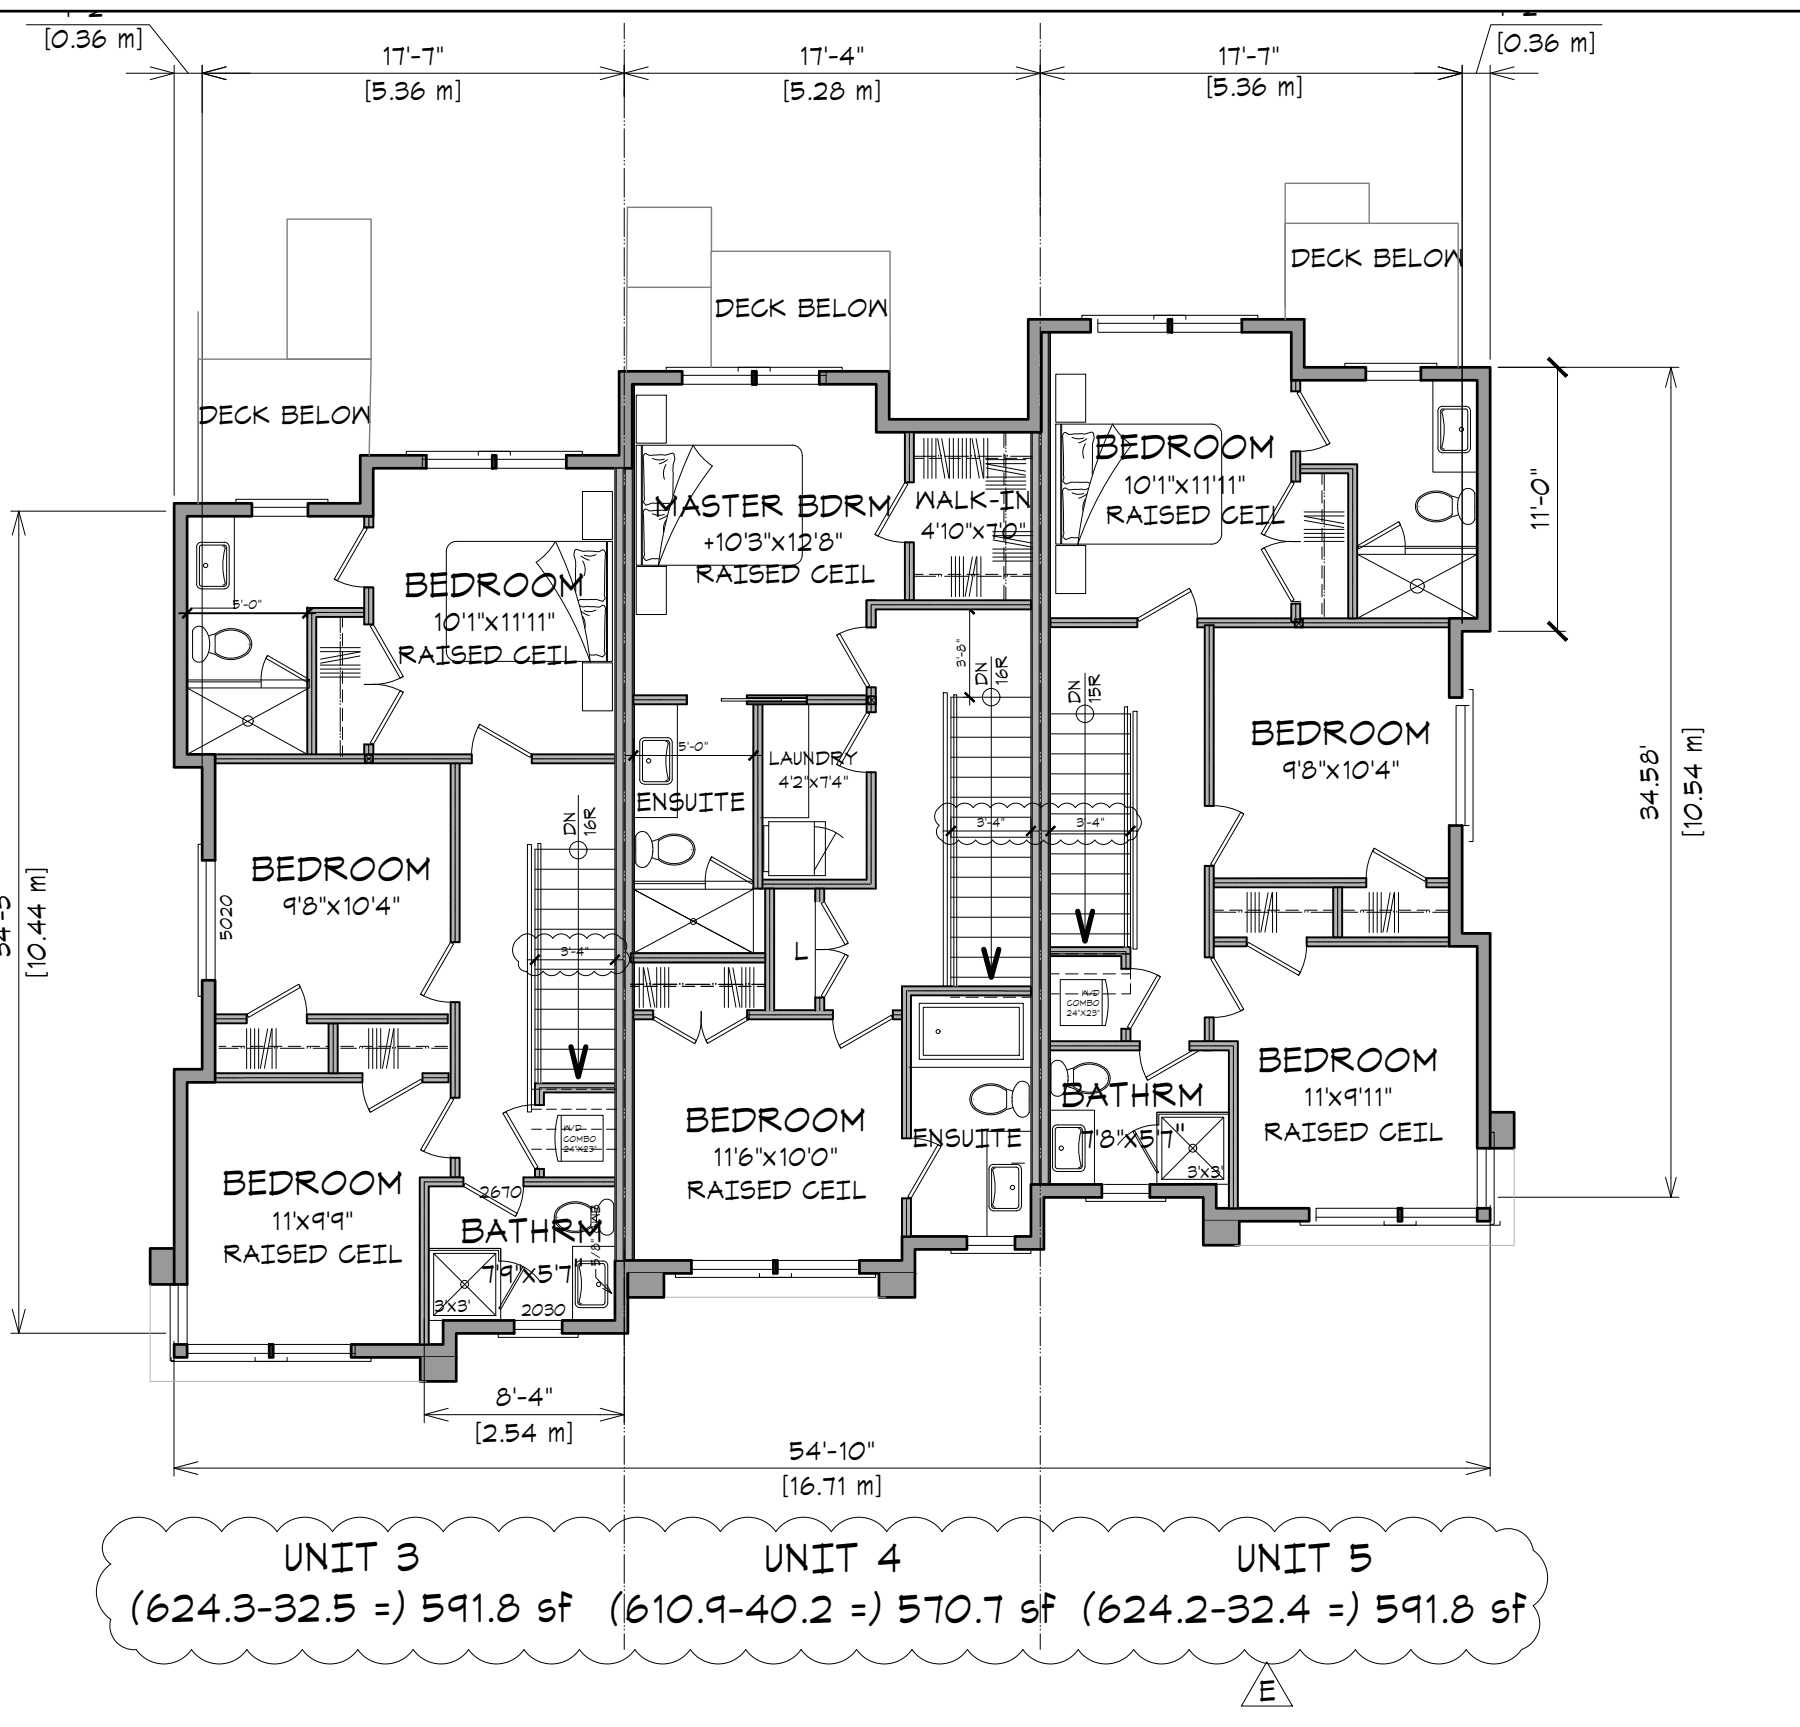 [0.36 m]
17'-7"
[5.36 m]
17'-4"
[5.28 m]
17'-7"
[5.36 m]
[0.36 m]
DECK BELOW
DECK BELOW
DECK BELOW
BEDROOM
10'1"x11'11"
RAISED CEIL
MASTER BDRM
+10'3"x12'8"
RAISED CEIL
WALK-IN
4'10"x7'0"
BEDROOM
10'1"x11'11"
RAISED CEIL
11'-0"
5'-0"
3'-8"
DN
16R
DN
15R
BEDROOM
9'8"x10'4"
34.58'
[10.54 m]
5'-0"
LAUNDRY
4'2"x7'4"
ENSUITE
3'-4"
3'-4"
DN
16R
BEDROOM
9'8"x10'4"
5020
[10.44 m]
3'-4"
L
W/D
COMBO
24"X23"
BEDROOM
11'x9'11"
RAISED CEIL
BATHRM
7'8"x5'7"
3'x3'
BEDROOM
11'6"x10'0"
RAISED CEIL
ENSUITE
W/D
COMBO
24"X23"
BEDROOM
11'x9'9"
RAISED CEIL
2670
BATHRM
7'9"x5'7"
3'x3'
2030
8'-4"
[2.54 m]
54'-10"
[16.71 m]
UNIT 3
(624.3-32.5 =) 591.8 sf
UNIT 4
(610.9-40.2 =) 570.7 sf
UNIT 5
(624.2-32.4 =) 591.8 sf
E